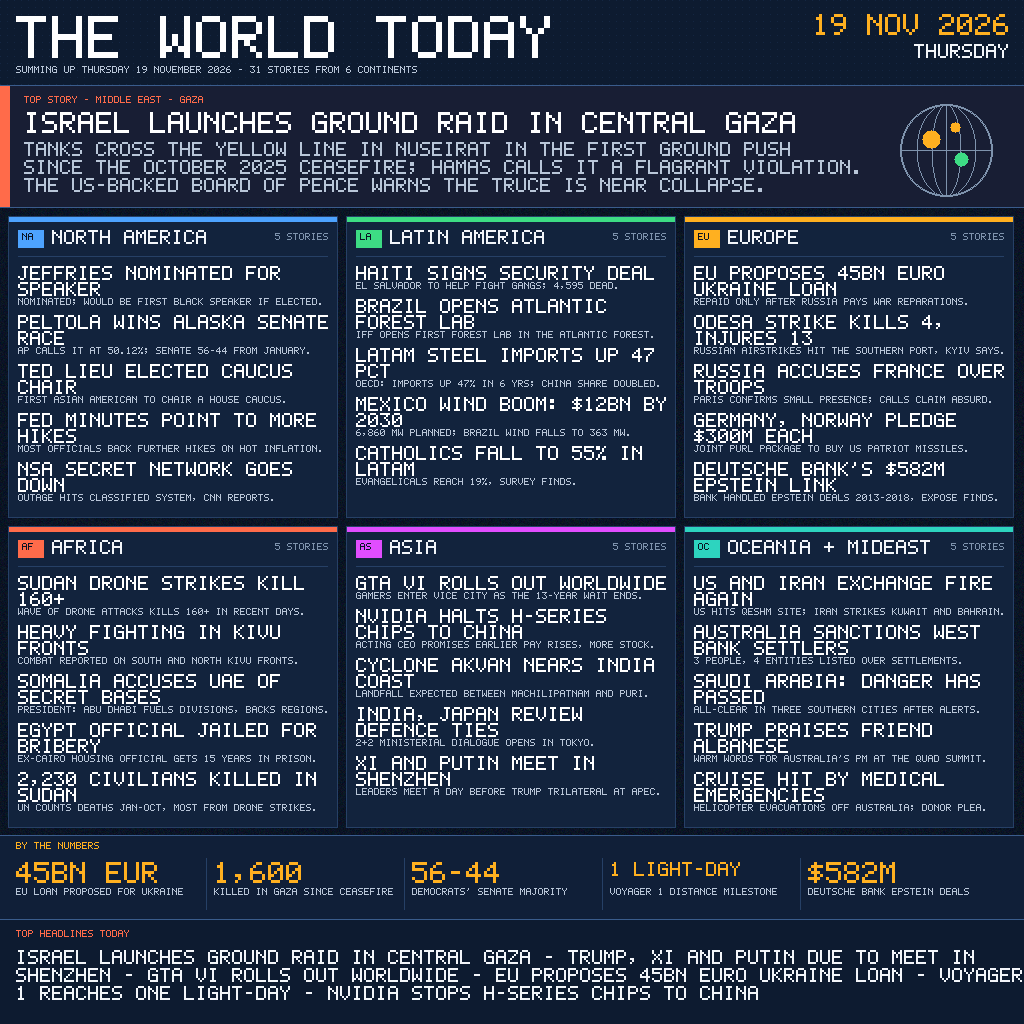 THE WORLD TODAY
19 NOV 2026
THURSDAY
SUMMING UP THURSDAY 19 NOVEMBER 2026 - 31 STORIES FROM 6 CONTINENTS
TOP STORY - MIDDLE EAST - GAZA
ISRAEL LAUNCHES GROUND RAID IN CENTRAL GAZA
TANKS CROSS THE YELLOW LINE IN NUSEIRAT IN THE FIRST GROUND PUSH
SINCE THE OCTOBER 2025 CEASEFIRE; HAMAS CALLS IT A FLAGRANT VIOLATION.
THE US-BACKED BOARD OF PEACE WARNS THE TRUCE IS NEAR COLLAPSE.
NA NORTH AMERICA 5 STORIES
JEFFRIES NOMINATED FOR
SPEAKER
NOMINATED; WOULD BE FIRST BLACK SPEAKER IF ELECTED.
PELTOLA WINS ALASKA SENATE
RACE
AP CALLS IT AT 50.12%; SENATE 56-44 FROM JANUARY.
TED LIEU ELECTED CAUCUS
CHAIR
FIRST ASIAN AMERICAN TO CHAIR A HOUSE CAUCUS.
FED MINUTES POINT TO MORE
HIKES
MOST OFFICIALS BACK FURTHER HIKES ON HOT INFLATION.
NSA SECRET NETWORK GOES
DOWN
OUTAGE HITS CLASSIFIED SYSTEM, CNN REPORTS.
LA LATIN AMERICA 5 STORIES
HAITI SIGNS SECURITY DEAL
EL SALVADOR TO HELP FIGHT GANGS; 4,595 DEAD.
BRAZIL OPENS ATLANTIC
FOREST LAB
IFF OPENS FIRST FOREST LAB IN THE ATLANTIC FOREST.
LATAM STEEL IMPORTS UP 47
PCT
OECD: IMPORTS UP 47% IN 6 YRS; CHINA SHARE DOUBLED.
MEXICO WIND BOOM: $12BN BY
2030
6,860 MW PLANNED; BRAZIL WIND FALLS TO 363 MW.
CATHOLICS FALL TO 55% IN
LATAM
EVANGELICALS REACH 19%, SURVEY FINDS.
EU EUROPE 5 STORIES
EU PROPOSES 45BN EURO
UKRAINE LOAN
REPAID ONLY AFTER RUSSIA PAYS WAR REPARATIONS.
ODESA STRIKE KILLS 4,
INJURES 13
RUSSIAN AIRSTRIKES HIT THE SOUTHERN PORT, KYIV SAYS.
RUSSIA ACCUSES FRANCE OVER
TROOPS
PARIS CONFIRMS SMALL PRESENCE; CALLS CLAIM ABSURD.
GERMANY, NORWAY PLEDGE
$300M EACH
JOINT PURL PACKAGE TO BUY US PATRIOT MISSILES.
DEUTSCHE BANK'S $582M
EPSTEIN LINK
BANK HANDLED EPSTEIN DEALS 2013-2018, EXPOSE FINDS.
AF AFRICA 5 STORIES
SUDAN DRONE STRIKES KILL
160+
WAVE OF DRONE ATTACKS KILLS 160+ IN RECENT DAYS.
HEAVY FIGHTING IN KIVU
FRONTS
COMBAT REPORTED ON SOUTH AND NORTH KIVU FRONTS.
SOMALIA ACCUSES UAE OF
SECRET BASES
PRESIDENT: ABU DHABI FUELS DIVISIONS, BACKS REGIONS.
EGYPT OFFICIAL JAILED FOR
BRIBERY
EX-CAIRO HOUSING OFFICIAL GETS 15 YEARS IN PRISON.
2,230 CIVILIANS KILLED IN
SUDAN
UN COUNTS DEATHS JAN-OCT, MOST FROM DRONE STRIKES.
AS ASIA 5 STORIES
GTA VI ROLLS OUT WORLDWIDE
GAMERS ENTER VICE CITY AS THE 13-YEAR WAIT ENDS.
NVIDIA HALTS H-SERIES
CHIPS TO CHINA
ACTING CEO PROMISES EARLIER PAY RISES, MORE STOCK.
CYCLONE AKVAN NEARS INDIA
COAST
LANDFALL EXPECTED BETWEEN MACHILIPATNAM AND PURI.
INDIA, JAPAN REVIEW
DEFENCE TIES
2+2 MINISTERIAL DIALOGUE OPENS IN TOKYO.
XI AND PUTIN MEET IN
SHENZHEN
LEADERS MEET A DAY BEFORE TRUMP TRILATERAL AT APEC.
OC OCEANIA + MIDEAST 5 STORIES
US AND IRAN EXCHANGE FIRE
AGAIN
US HITS QESHM SITE; IRAN STRIKES KUWAIT AND BAHRAIN.
AUSTRALIA SANCTIONS WEST
BANK SETTLERS
3 PEOPLE, 4 ENTITIES LISTED OVER SETTLEMENTS.
SAUDI ARABIA: DANGER HAS
PASSED
ALL-CLEAR IN THREE SOUTHERN CITIES AFTER ALERTS.
TRUMP PRAISES FRIEND
ALBANESE
WARM WORDS FOR AUSTRALIA'S PM AT THE QUAD SUMMIT.
CRUISE HIT BY MEDICAL
EMERGENCIES
HELICOPTER EVACUATIONS OFF AUSTRALIA; DONOR PLEA.
BY THE NUMBERS
45BN EUR
EU LOAN PROPOSED FOR UKRAINE
1,600
KILLED IN GAZA SINCE CEASEFIRE
56-44
DEMOCRATS' SENATE MAJORITY
1 LIGHT-DAY
VOYAGER 1 DISTANCE MILESTONE
$582M
DEUTSCHE BANK EPSTEIN DEALS
TOP HEADLINES TODAY
ISRAEL LAUNCHES GROUND RAID IN CENTRAL GAZA - TRUMP, XI AND PUTIN DUE TO MEET IN
SHENZHEN - GTA VI ROLLS OUT WORLDWIDE - EU PROPOSES 45BN EURO UKRAINE LOAN - VOYAGER
1 REACHES ONE LIGHT-DAY - NVIDIA STOPS H-SERIES CHIPS TO CHINA